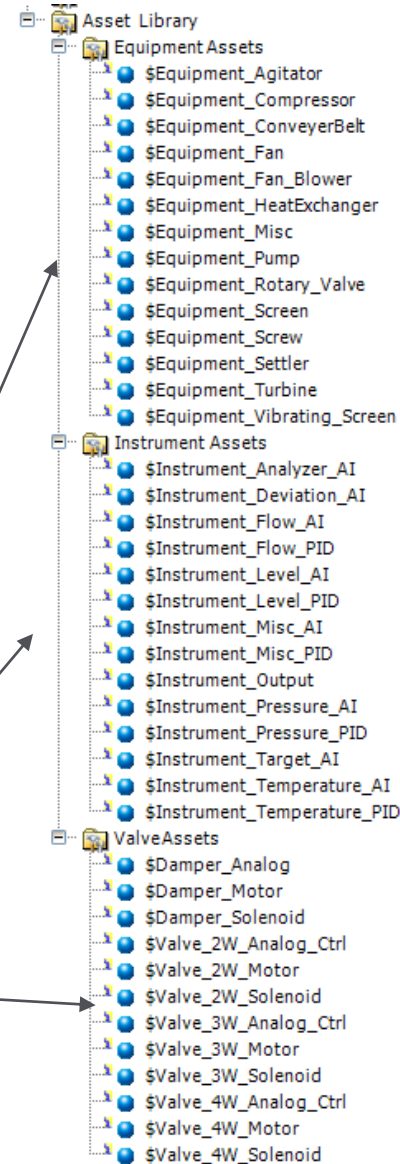 Asset Library
Equipment Assets
$Equipment_Agitator
$Equipment_Compressor
$Equipment_ConveyerBelt
$Equipment_Fan
$Equipment_Fan_Blower
$Equipment_HeatExchanger
$Equipment_Misc
$Equipment_Pump
$Equipment_Rotary_Valve
$Equipment_Screen
$Equipment_Screw
$Equipment_Settler
$Equipment_Turbine
$Equipment_Vibrating_Screen
Instrument Assets
$Instrument_Analyzer_AI
$Instrument_Deviation_AI
$Instrument_Flow_AI
$Instrument_Flow_PID
$Instrument_Level_AI
$Instrument_Level_PID
$Instrument_Misc_AI
$Instrument_Misc_PID
$Instrument_Output
$Instrument_Pressure_AI
$Instrument_Pressure_PID
$Instrument_Target_AI
$Instrument_Temperature_AI
$Instrument_Temperature_PID
ValveAssets
$Damper_Analog
$Damper_Motor
$Damper_Solenoid
$Valve_2W_Analog_Ctrl
$Valve_2W_Motor
$Valve_2W_Solenoid
$Valve_3W_Analog_Ctrl
$Valve_3W_Motor
$Valve_3W_Solenoid
$Valve_4W_Analog_Ctrl
$Valve_4W_Motor
$Valve_4W_Solenoid